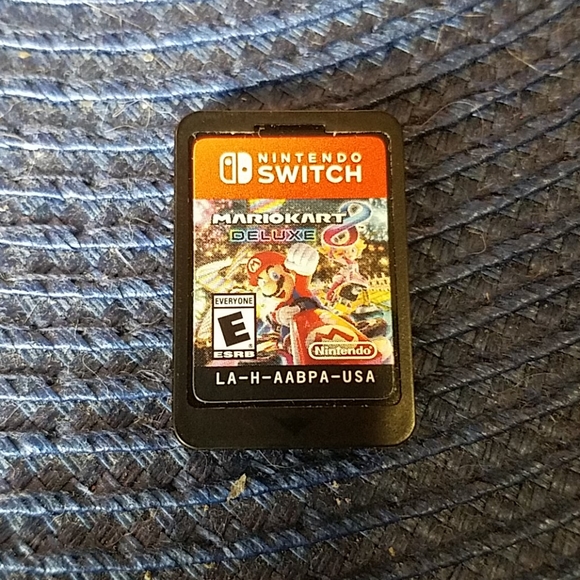 NINTENDO
SWITCH
MARIOKART 8
DELUXE
EVERYONE
E
ESRB
Nintendo
LA-H-AABPA-USA